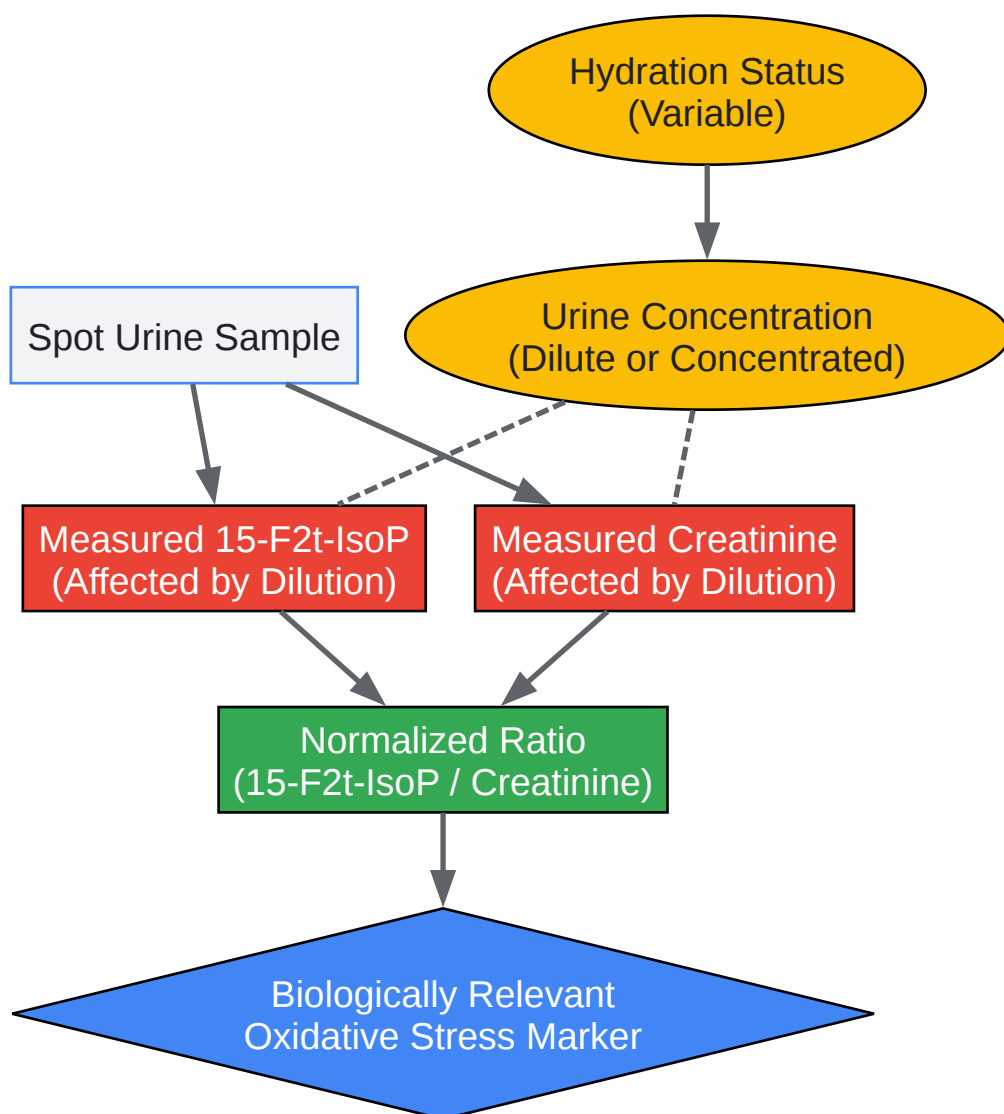 Hydration Status
(Variable)
Urine Concentration
(Dilute or Concentrated)
Spot Urine Sample
Measured 15-F2t-IsoP
(Affected by Dilution)
Measured Creatinine
(Affected by Dilution)
Normalized Ratio
(15-F2t-IsoP / Creatinine)
Biologically Relevant
Oxidative Stress Marker